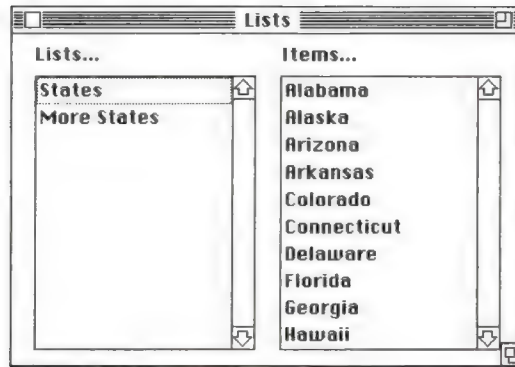 Lists
Lists...
States
More States
Items...
Alabama
Alaska
Arizona
Arkansas
Colorado
Connecticut
Delaware
Florida
Georgia
Hawaii